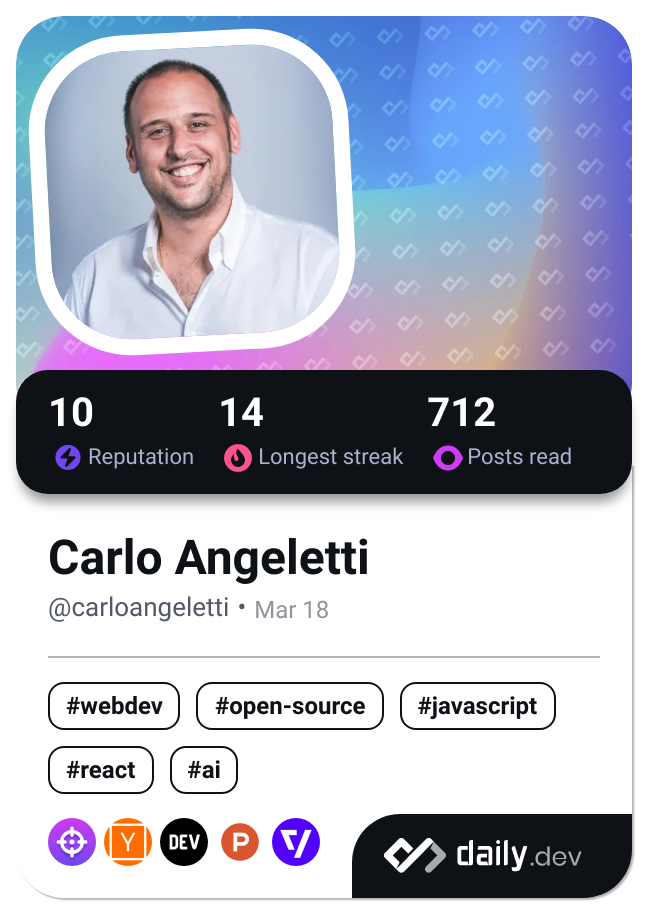 10 14 712
Reputation Longest streak Posts read
Carlo Angeletti
@carloangeletti • Mar 18
#webdev #open-source #javascript
#react #ai
Y DEV P
daily.dev